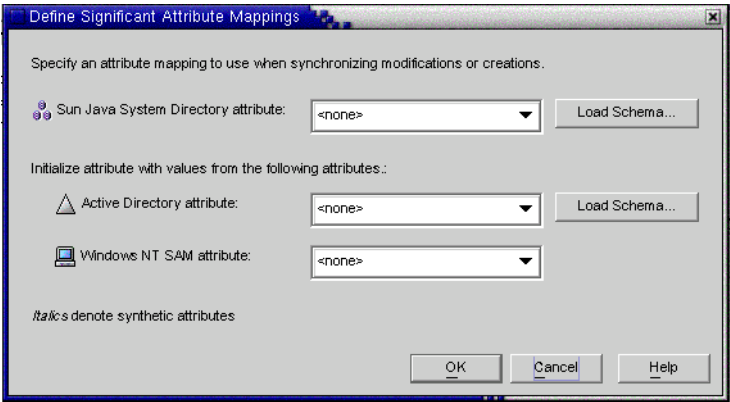 Define Significant Attribute Mappings
Specify an attribute mapping to use when synchronizing modifications or creations.
Sun Java System Directory attribute: <none> Load Schema...
Initialize attribute with values from the following attributes.:
Active Directory attribute: <none> Load Schema...
Windows NT SAM attribute: <none>
Italics denote synthetic attributes
OK Cancel Help